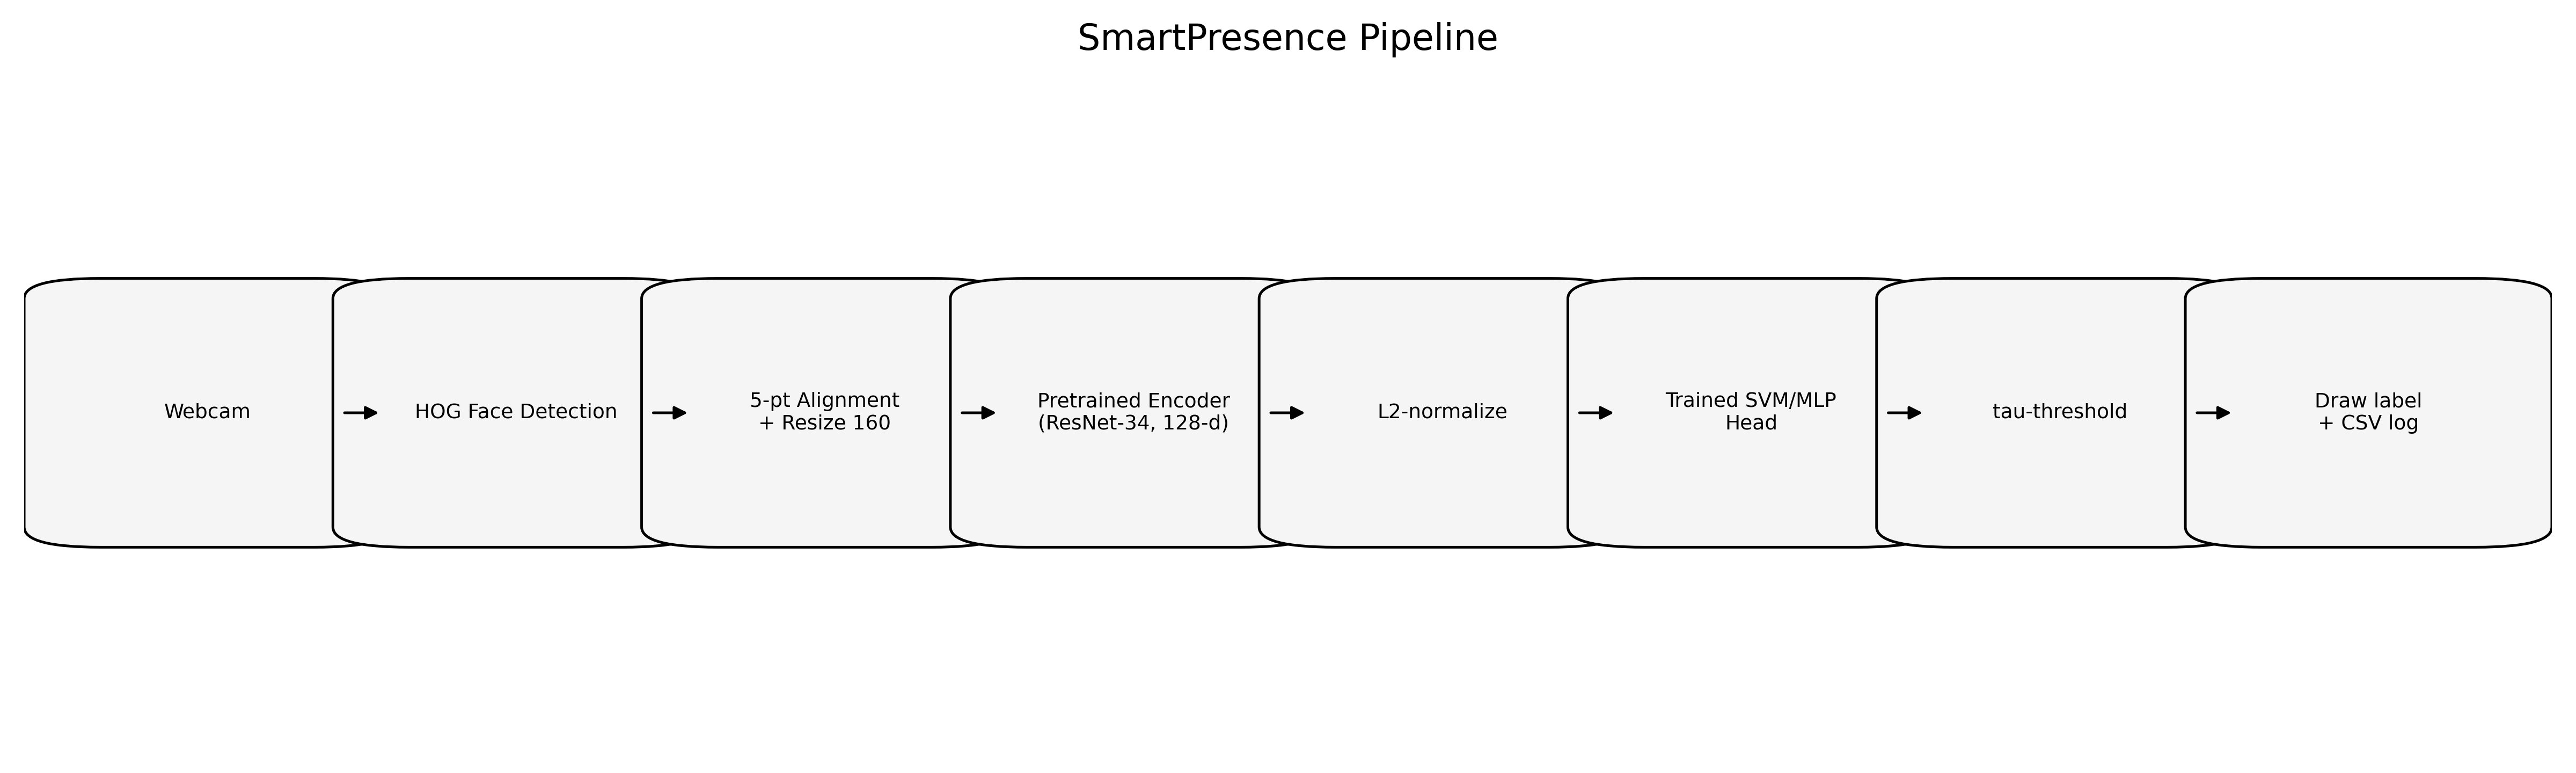 SmartPresence Pipeline
Webcam
HOG Face Detection
5-pt Alignment
+ Resize 160
Pretrained Encoder
(ResNet-34, 128-d)
L2-normalize
Trained SVM/MLP
Head
tau-threshold
Draw label
+ CSV log